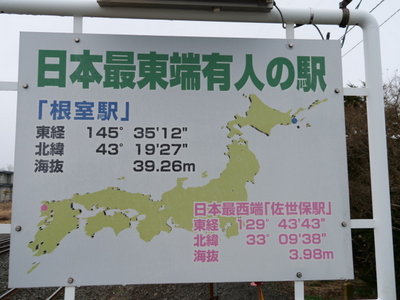 日本最東端有人の駅
「根室駅」
東経 145° 35'12"
北緯 43° 19'27"
海抜 39.26m
日本最西端「佐世保駅」
東経 129° 43'43"
北緯 33° 09'38"
海抜 3.98m